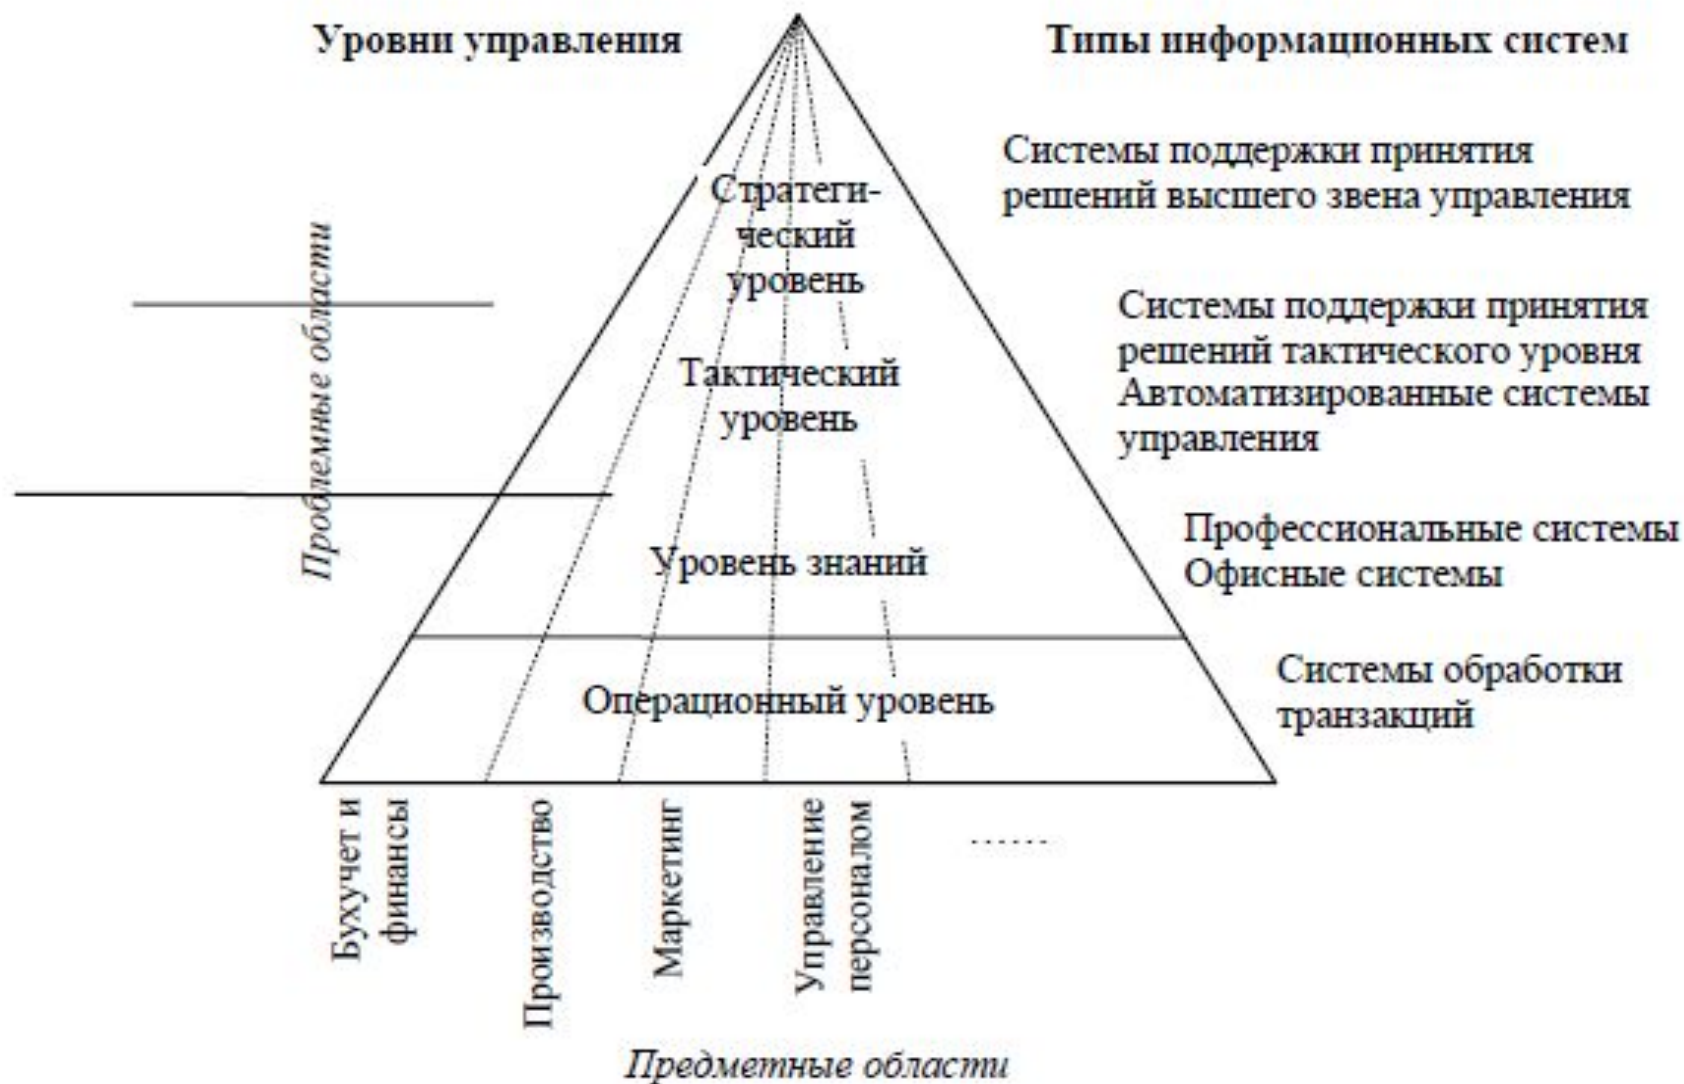 Уровни управления
Типы информационных систем
Системы поддержки принятия
решений высшего звена управления
Стратеги-
ческий
уровень
Проблемные области
Системы поддержки принятия
решений тактического уровня
Автоматизированные системы
управления
Тактический
уровень
Профессиональные системы
Офисные системы
Уровень знаний
Системы обработки
транзакций
Операционный уровень
Бухучет и
финансы
Производство
Маркетинг
Управление
персоналом
Предметные области